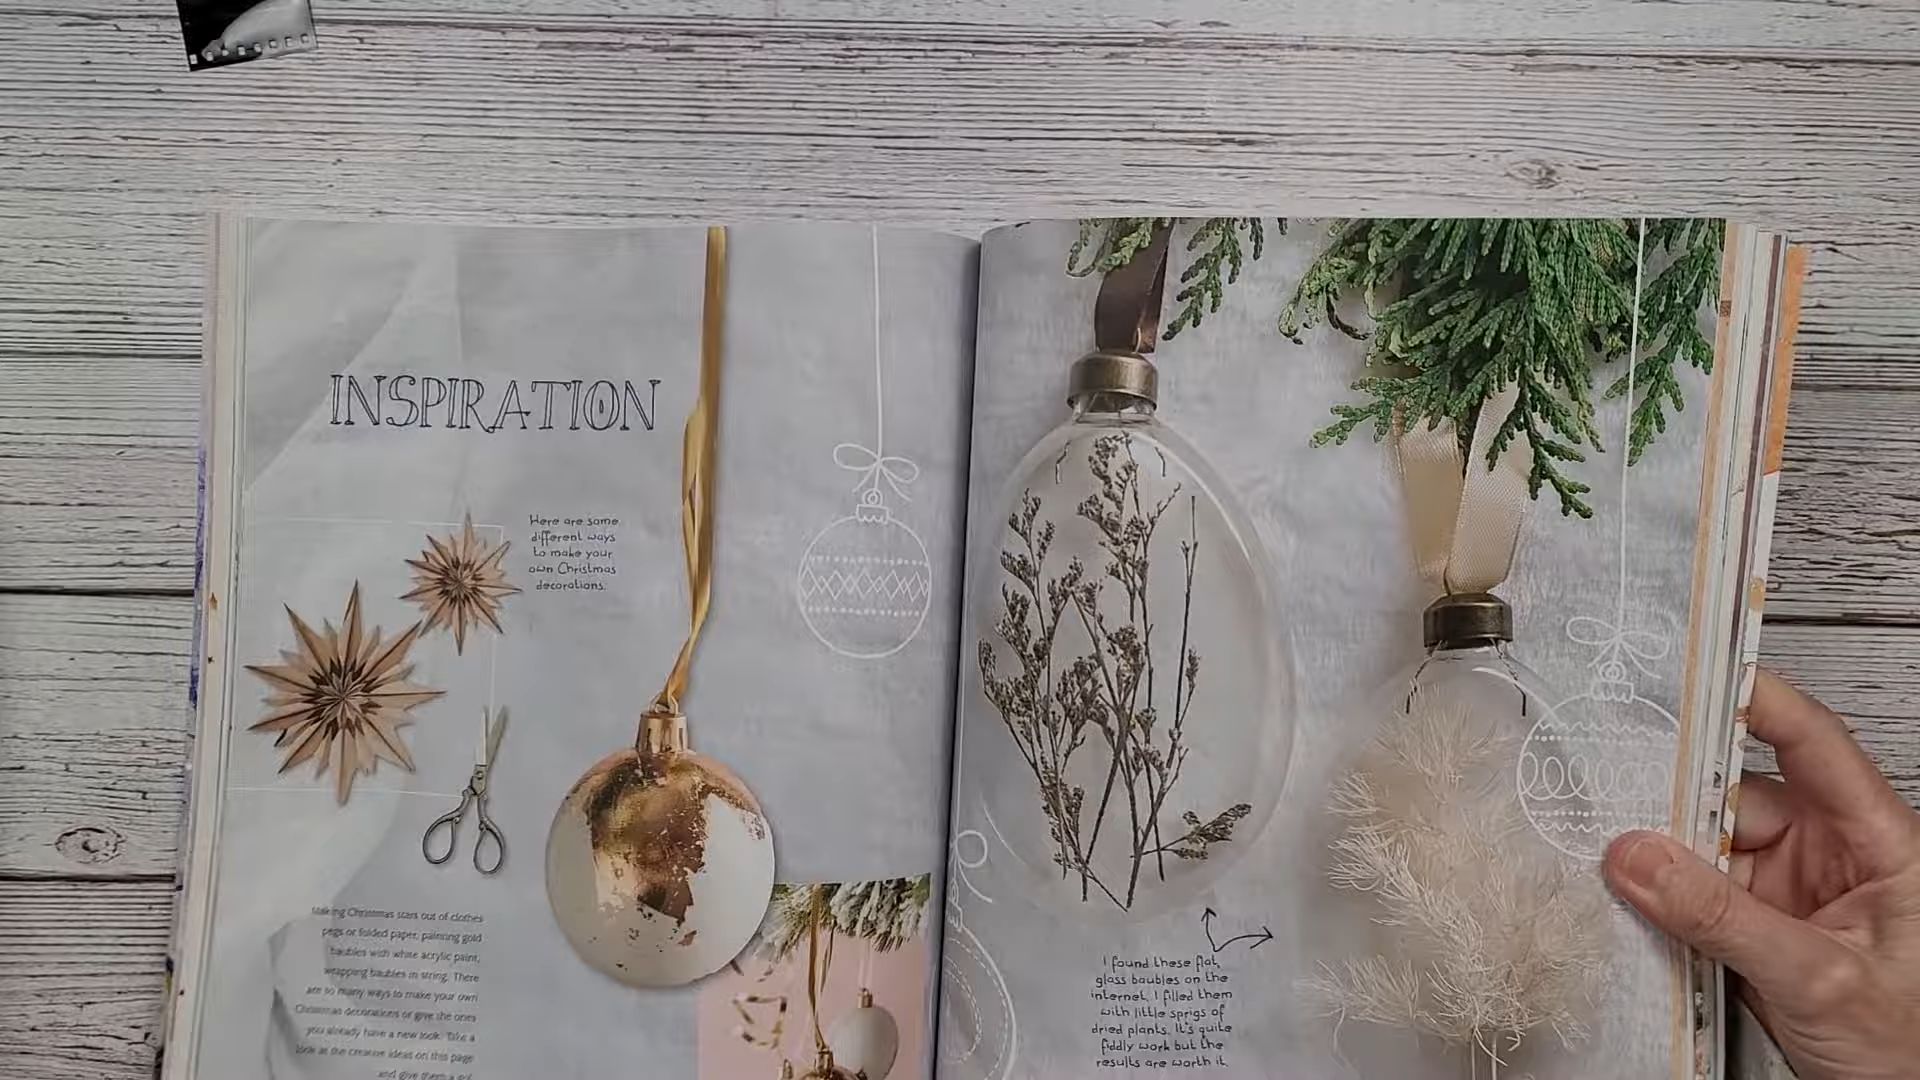 INSPIRATION
Here are some
different ways
to make your
own Christmas
decorations.
Making Christmas stars out of clothes
pegs or folded paper, painting gold
baubles with white acrylic paint,
wrapping baubles in string. There
are so many ways to make your own
Christmas decorations or give the ones
you already have a new look. Take a
look at the creative ideas on this page
and give them a go!
I found these flat,
glass baubles on the
internet. I filled them
with little sprigs of
dried plants. It's quite
fiddly work but the
results are worth it.